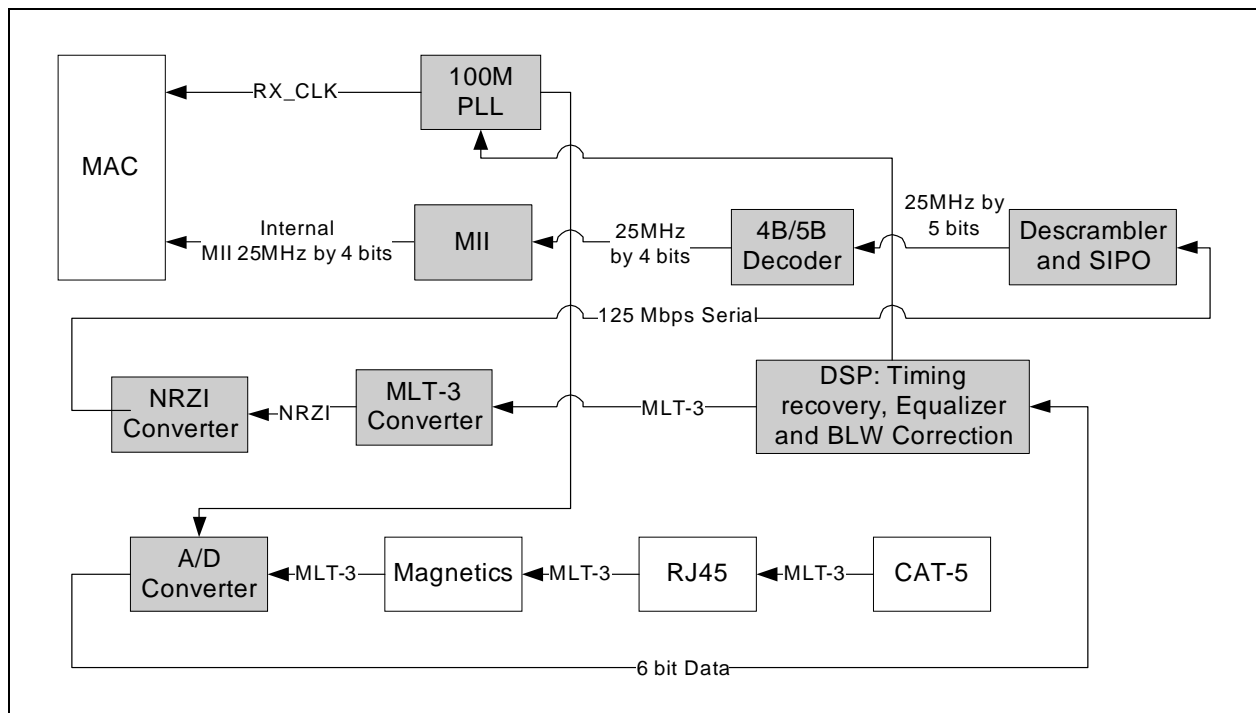 100M
PLL
RX_CLK
MAC
Internal
MII 25MHz by 4 bits
MII
25MHz
by 4 bits
4B/5B
Decoder
25MHz by
5 bits
Descrambler
and SIPO
125 Mbps Serial
NRZI
Converter
NRZI
MLT-3
Converter
MLT-3
DSP: Timing
recovery, Equalizer
and BLW Correction
A/D
Converter
MLT-3
Magnetics
MLT-3
RJ45
MLT-3
CAT-5
6 bit Data